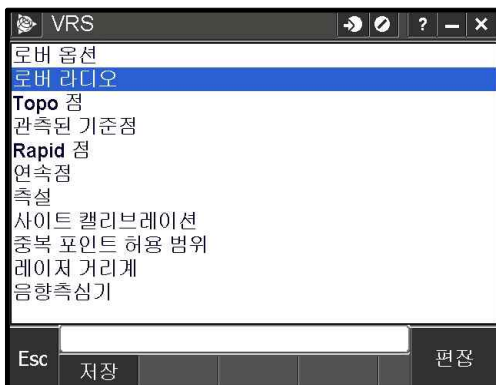 VRS
? – ×
로버 옵션
로버 라디오
Topo 점
관측된 기준점
Rapid 점
연속점
측설
사이트 캘리브레이션
중복 포인트 허용 범위
레이저 거리계
음향측심기
Esc
저장
편집